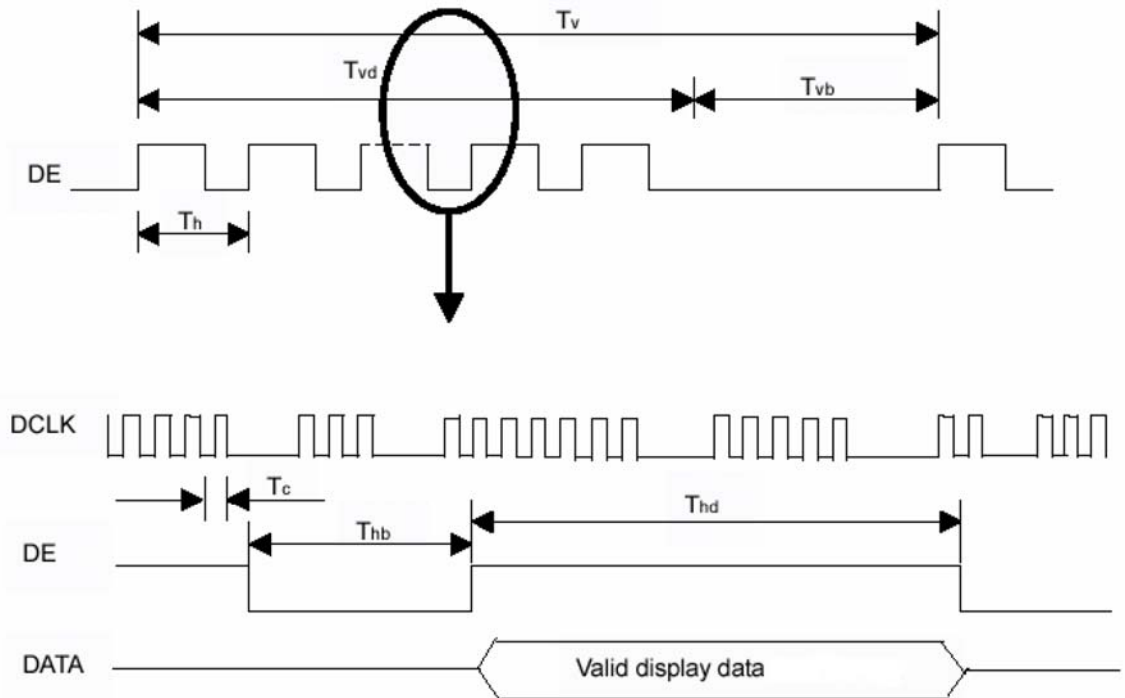 Tv
Tvd
Tvb
DE
Th
DCLK
Tc
Thd
Thb
DE
DATA
Valid display data